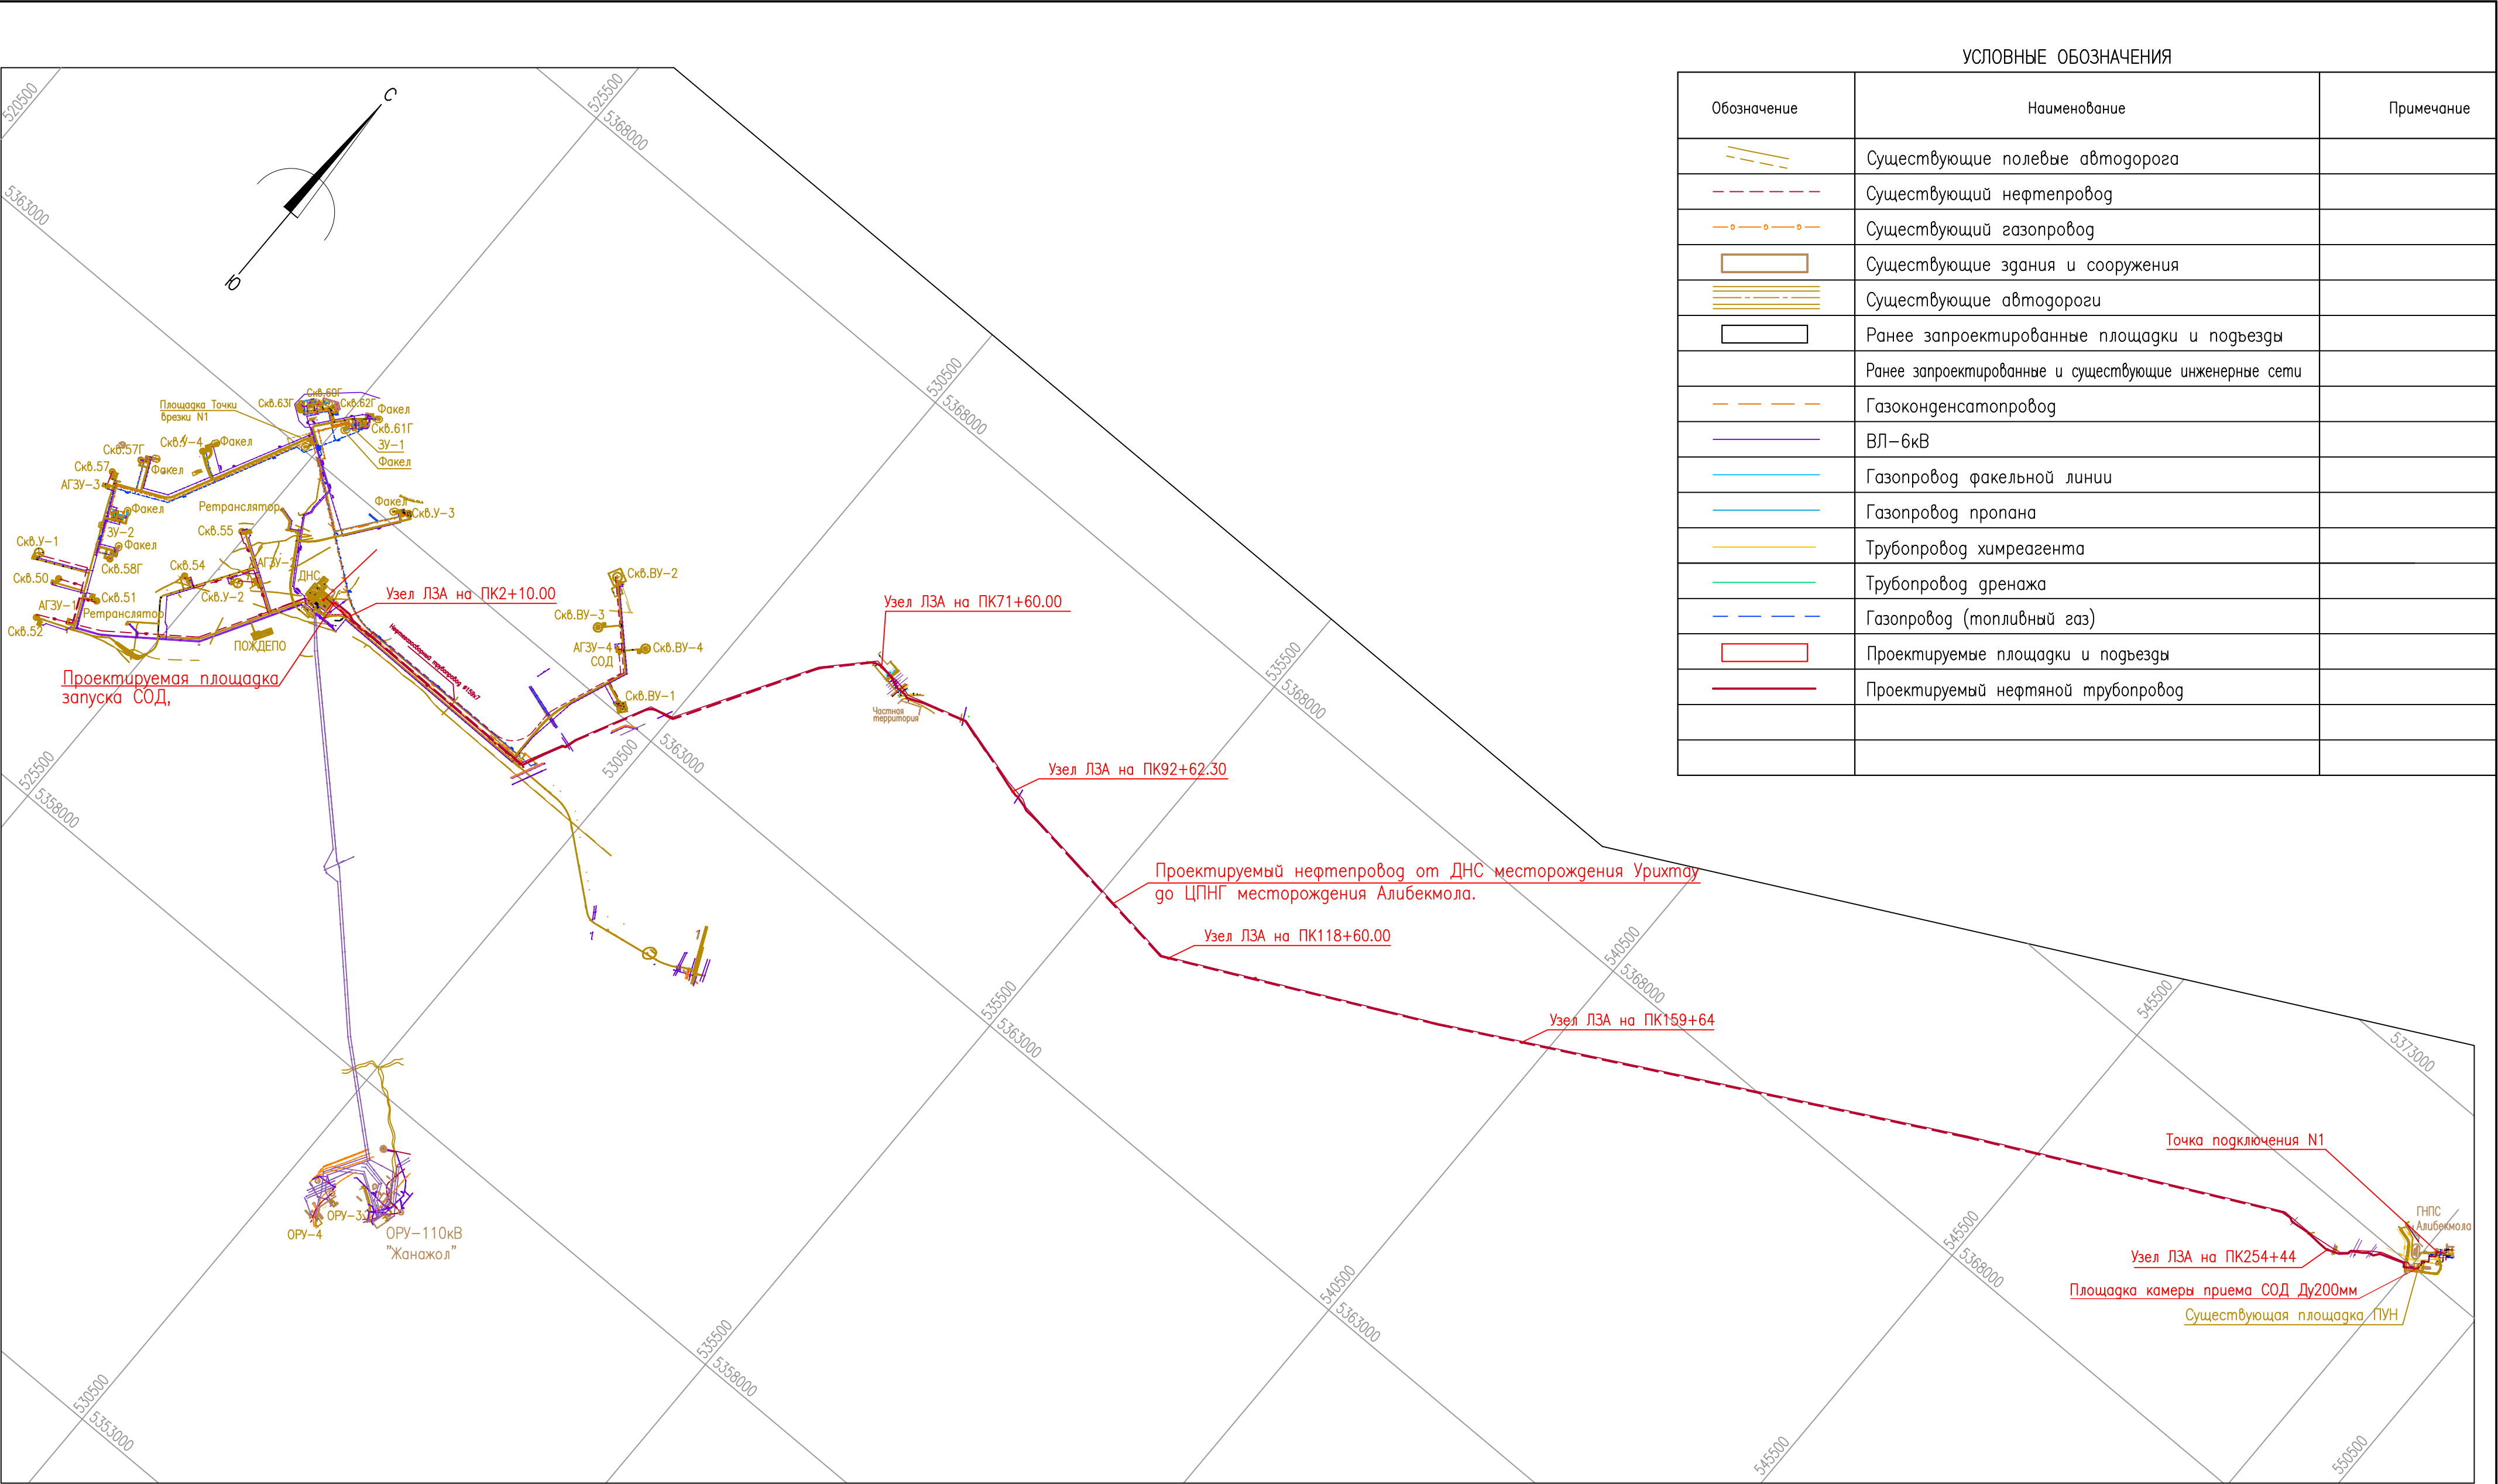 УСЛОВНЫЕ ОБОЗНАЧЕНИЯ
Обозначение Наименование Примечание
Существующие полевые автодорога
Существующий нефтепровод
Существующий газопровод
Существующие здания и сооружения
Существующие автодороги
Ранее запроектированные площадки и подъезды
Ранее запроектированные и существующие инженерные сети
Газоконденсатопровод
ВЛ-6кВ
Газопровод факельной линии
Газопровод пропана
Трубопровод химреагента
Трубопровод дренажа
Газопровод (топливный газ)
Проектируемые площадки и подъезды
Проектируемый нефтяной трубопровод
С
Ю
520500
5363000
525500
5368000
530500
5368000
535500
5368000
540500
5368000
545500
5373000
525500
5358000
530500
5363000
535500
5363000
540500
5363000
545500
5368000
530500
5353000
535500
5358000
545500
550500
Площадка Точки
врезки N1
Скв.63Г
Скв.60Г
Скв.62Г
Факел
Скв.61Г
ЗУ-1
Факел
Скв.57Г
Скв.У-4
Факел
Скв.57
Факел
АГЗУ-3
Факел
ЗУ-2
Факел
Скв.58Г
Скв.У-1
Скв.50
Скв.51
АГЗУ-1
Скв.52
Ретранслятор
Скв.54
Скв.У-2
Скв.55
Ретранслятор
АГЗУ-2
ДНС
Факел
Скв.У-3
ПОЖДЕПО
Проектируемая площадка
запуска СОД,
Узел ЛЗА на ПК2+10.00
Нефтегазосборный трубопровод
Скв.ВУ-2
Скв.ВУ-3
АГЗУ-4
СОД
Скв.ВУ-4
Скв.ВУ-1
Узел ЛЗА на ПК71+60.00
Частная
территория
Узел ЛЗА на ПК92+62.30
Проектируемый нефтепровод от ДНС месторождения Урихтау
до ЦПНГ месторождения Алибекмола.
Узел ЛЗА на ПК118+60.00
Узел ЛЗА на ПК159+64
Точка подключения N1
ГНПС
Алибекмола
Узел ЛЗА на ПК254+44
Площадка камеры приема СОД Ду200мм
Существующая площадка ПУН
ОРУ-3
ОРУ-4
ОРУ-110кВ
"Жанажол"